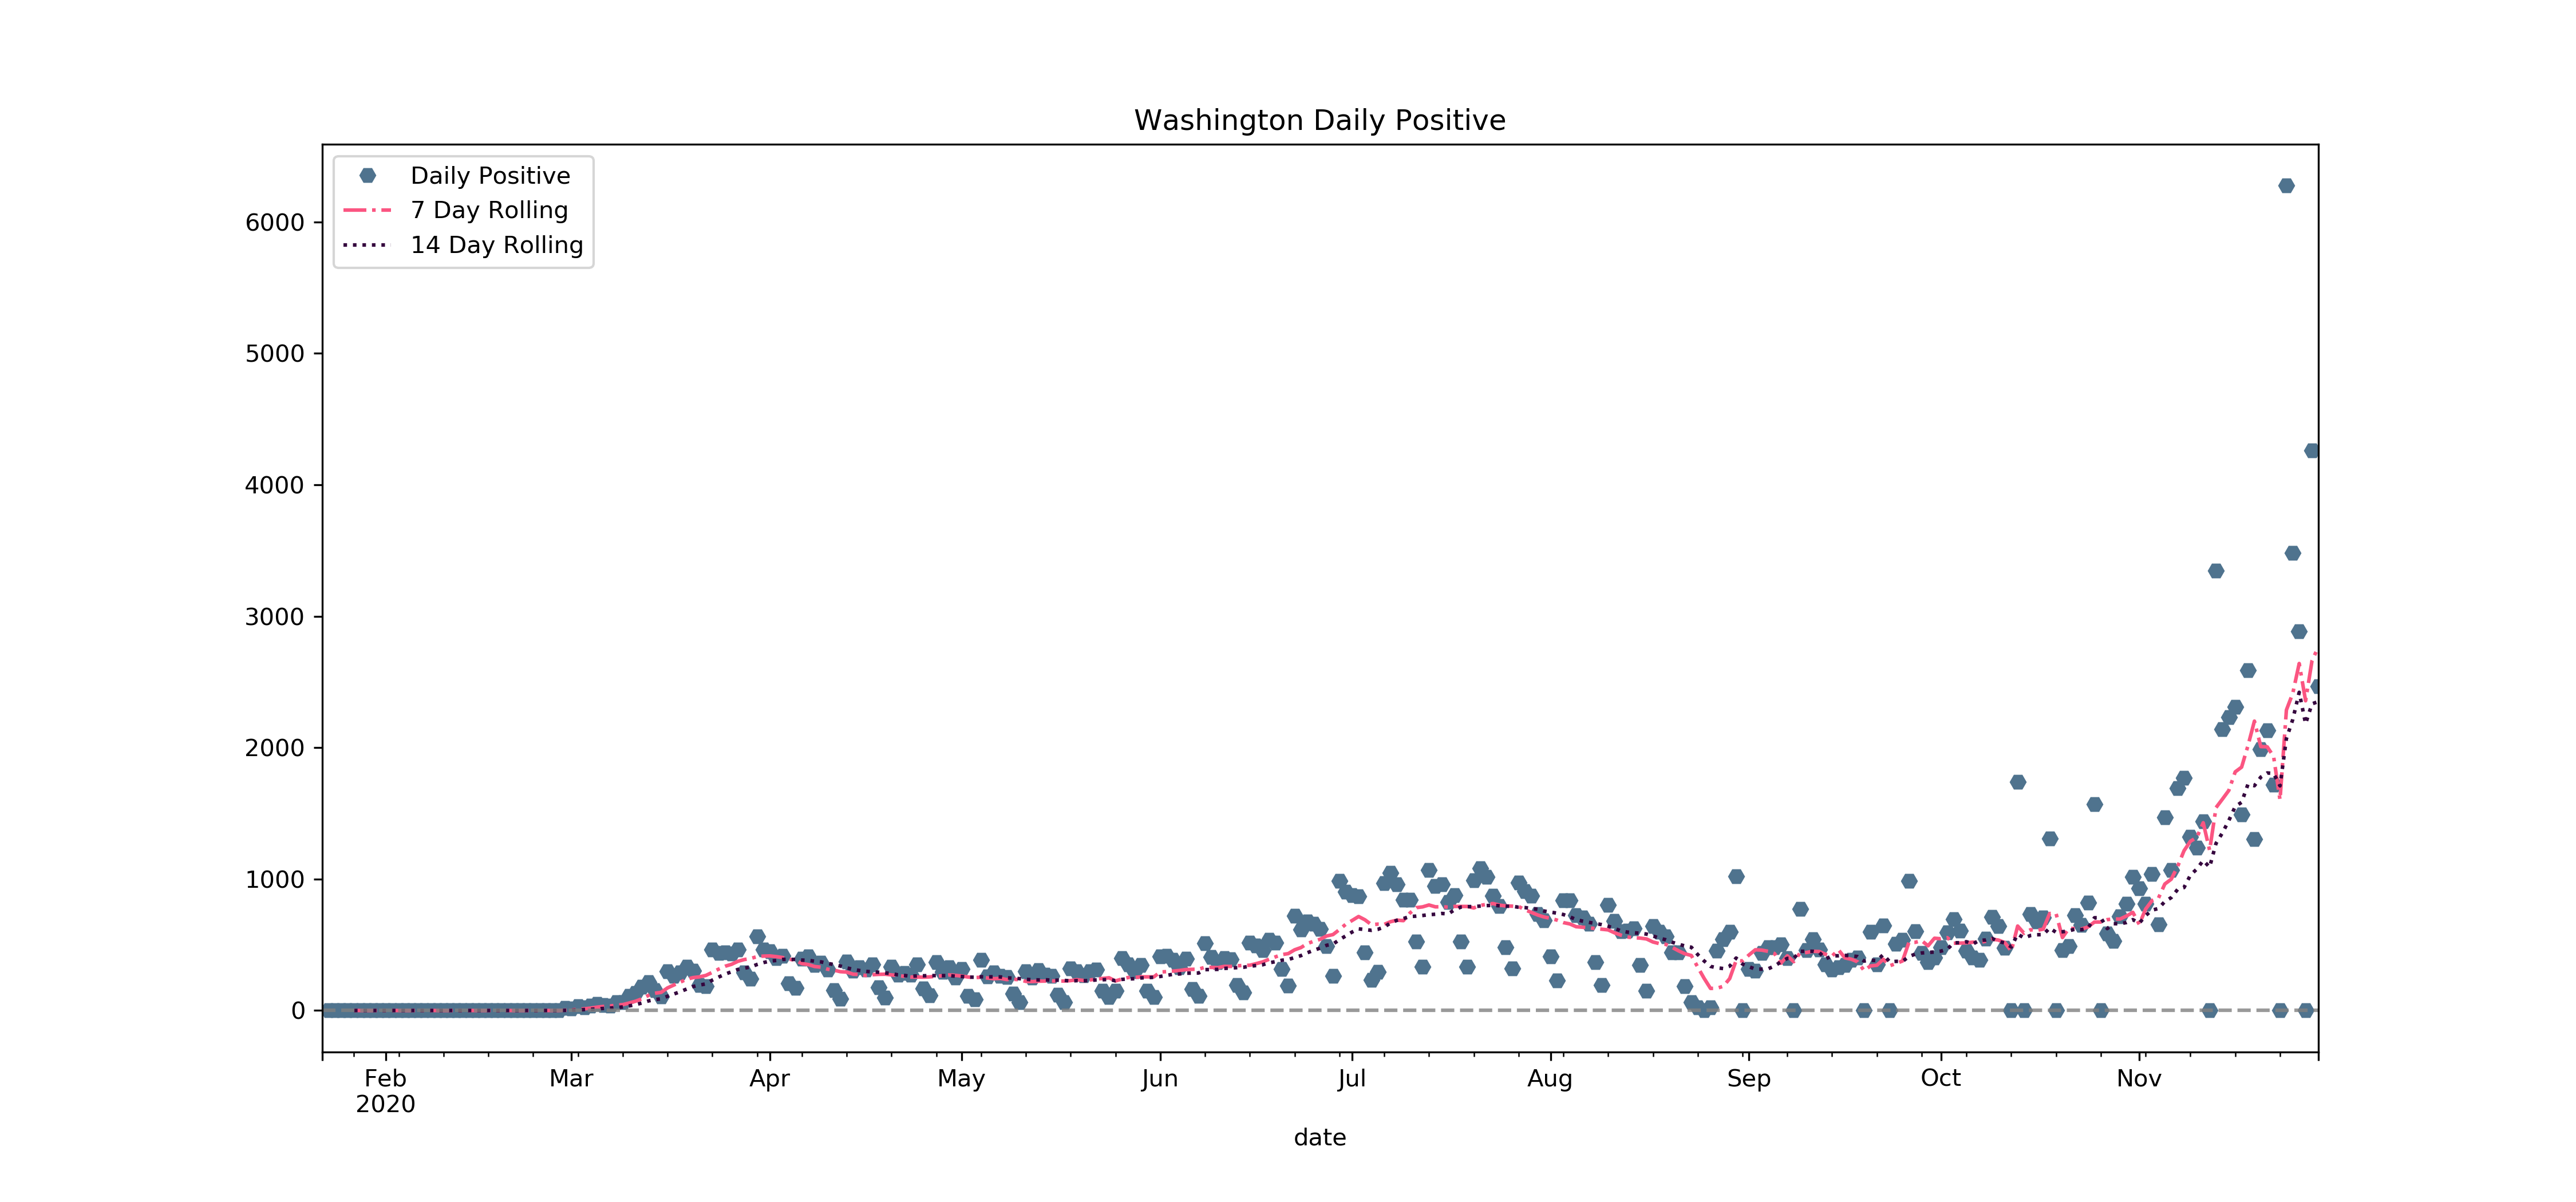 Washington Daily Positive
Daily Positive
7 Day Rolling
14 Day Rolling
6000
5000
4000
3000
2000
1000
0
Feb Mar Apr May Jun Jul Aug Sep Oct Nov
2020
date